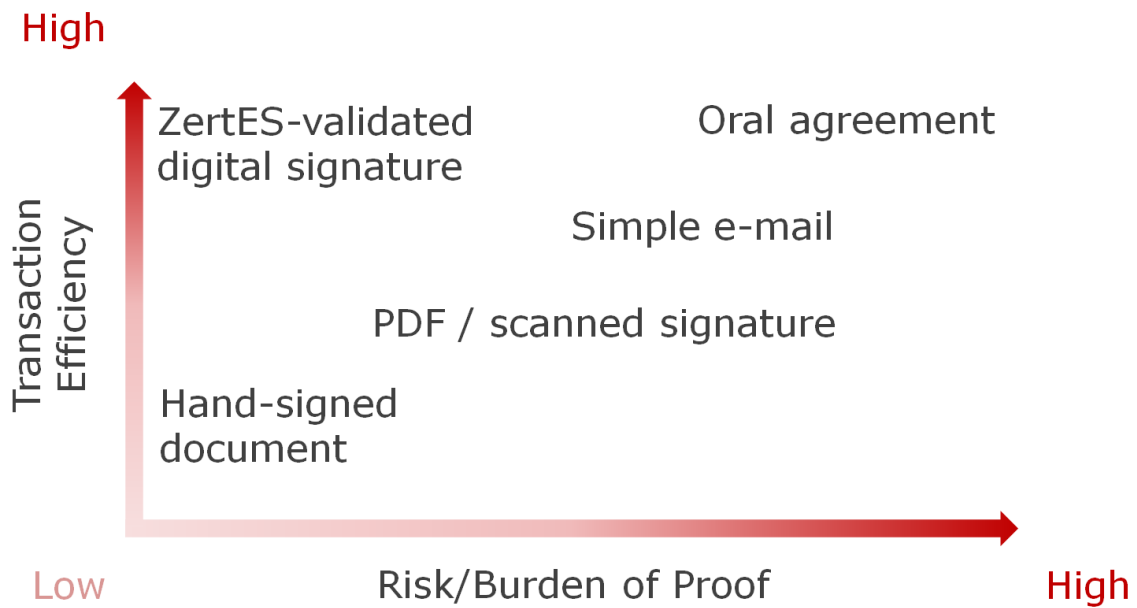 High
ZertES-validated
digital signature
Oral agreement
Simple e-mail
Transaction
Efficiency
PDF / scanned signature
Hand-signed
document
Low
Risk/Burden of Proof
High